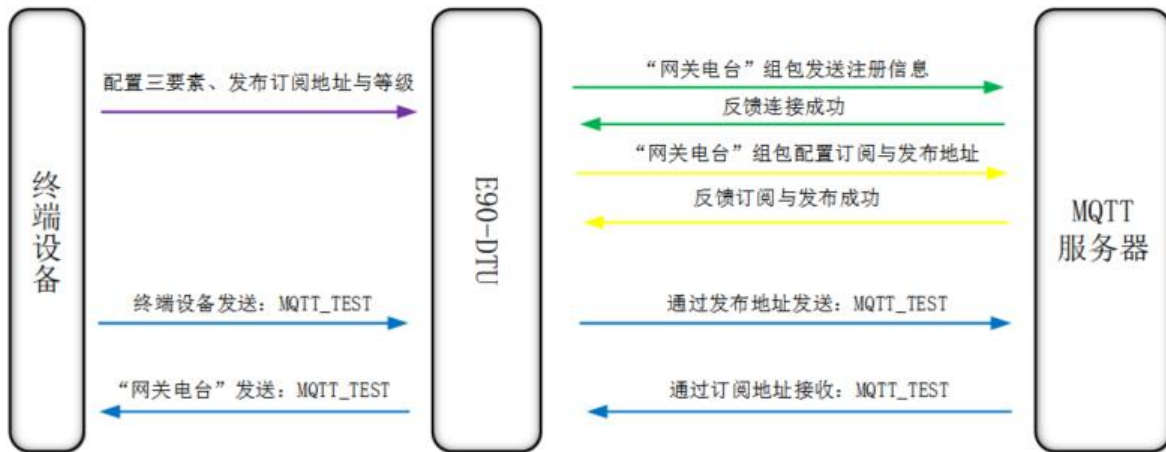 终端设备
配置三要素、发布订阅地址与等级
E90-DTU
“网关电台”组包发送注册信息
反馈连接成功
“网关电台”组包配置订阅与发布地址
反馈订阅与发布成功
MQTT
服务器
终端设备发送：MQTT_TEST
通过发布地址发送：MQTT_TEST
“网关电台”发送：MQTT_TEST
通过订阅地址接收：MQTT_TEST